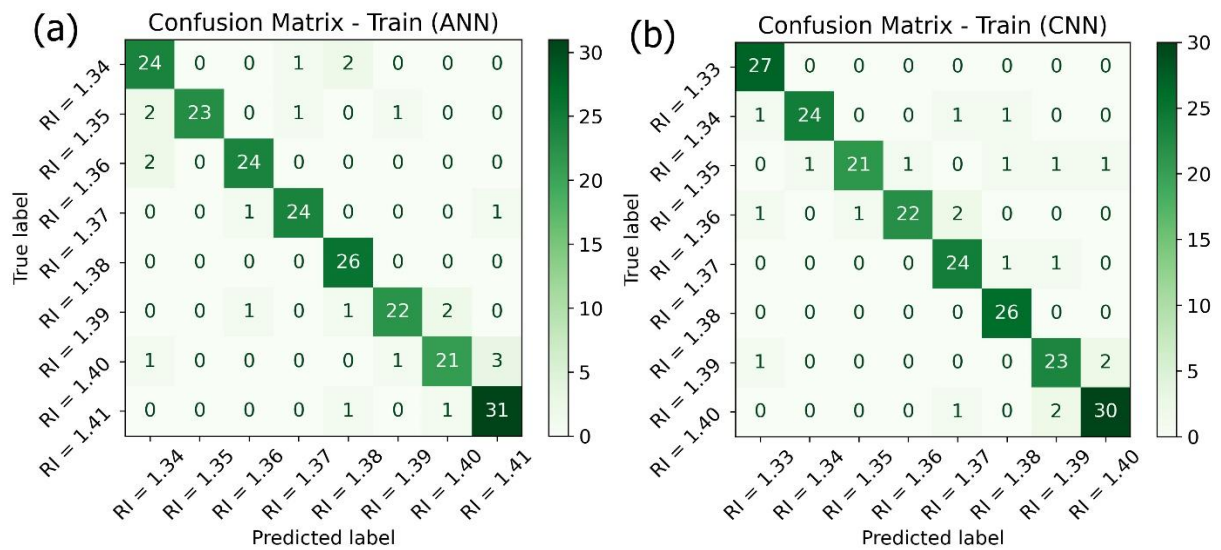 (a)
Confusion Matrix - Train (ANN)
True label
RI = 1.34
24 0 0 1 2 0 0 0
RI = 1.35
2 23 0 1 0 1 0 0
RI = 1.36
2 0 24 0 0 0 0 0
RI = 1.37
0 0 1 24 0 0 0 1
RI = 1.38
0 0 0 0 26 0 0 0
RI = 1.39
0 0 1 0 1 22 2 0
RI = 1.40
1 0 0 0 0 1 21 3
RI = 1.41
0 0 0 0 1 0 1 31
RI = 1.34 RI = 1.35 RI = 1.36 RI = 1.37 RI = 1.38 RI = 1.39 RI = 1.40 RI = 1.41
Predicted label
30
25
20
15
10
5
0
(b)
Confusion Matrix - Train (CNN)
True label
RI = 1.33
27 0 0 0 0 0 0 0
RI = 1.34
1 24 0 0 1 1 0 0
RI = 1.35
0 1 21 1 0 1 1 1
RI = 1.36
1 0 1 22 2 0 0 0
RI = 1.37
0 0 0 0 24 1 1 0
RI = 1.38
0 0 0 0 0 26 0 0
RI = 1.39
1 0 0 0 0 0 23 2
RI = 1.40
0 0 0 0 1 0 2 30
RI = 1.33 RI = 1.34 RI = 1.35 RI = 1.36 RI = 1.37 RI = 1.38 RI = 1.39 RI = 1.40
Predicted label
30
25
20
15
10
5
0